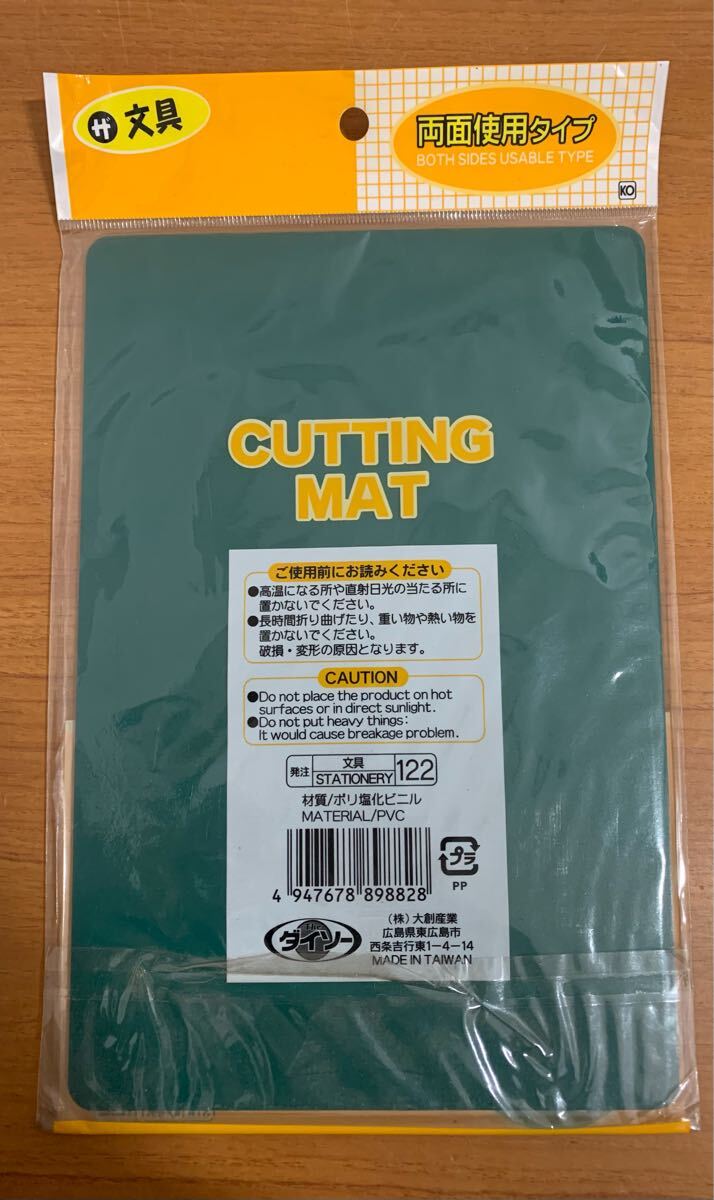 ザ 文具
両面使用タイプ
BOTH SIDES USABLE TYPE
KO
CUTTING
MAT
ご使用前にお読みください
●高温になる所や直射日光の当たる所に
置かないでください。
●長時間折り曲げたり、重い物や熱い物を
置かないでください。
破損・変形の原因となります。
CAUTION
●Do not place the product on hot
surfaces or in direct sunlight.
●Do not put heavy things:
It would cause breakage problem.
発注 文具 STATIONERY 122
材質/ポリ塩化ビニル
MATERIAL/PVC
4 947678 898828
プラ
PP
The
ダイソー
(株)大創産業
広島県東広島市
西条吉行東1-4-14
MADE IN TAIWAN